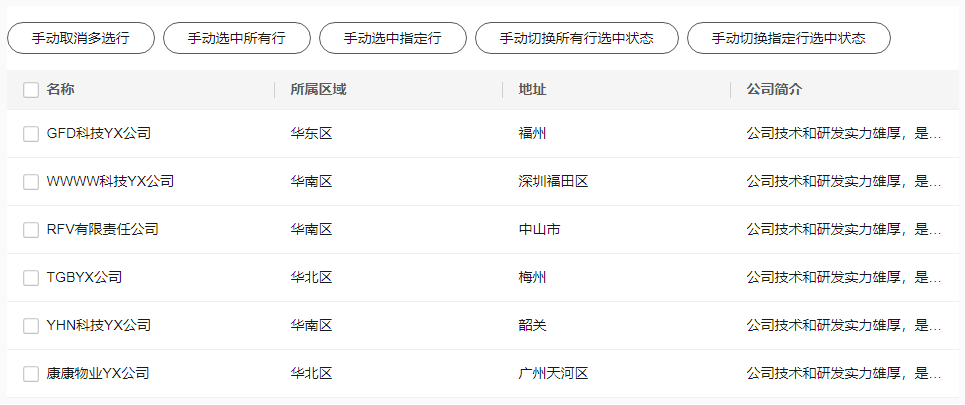 手动取消多选行 手动选中所有行 手动选中指定行 手动切换所有行选中状态 手动切换指定行选中状态
名称 所属区域 地址 公司简介
GFD科技YX公司 华东区 福州 公司技术和研发实力雄厚，是...
WWWW科技YX公司 华南区 深圳福田区 公司技术和研发实力雄厚，是...
RFV有限责任公司 华南区 中山市 公司技术和研发实力雄厚，是...
TGBYX公司 华北区 梅州 公司技术和研发实力雄厚，是...
YHN科技YX公司 华南区 韶关 公司技术和研发实力雄厚，是...
康康物业YX公司 华北区 广州天河区 公司技术和研发实力雄厚，是...